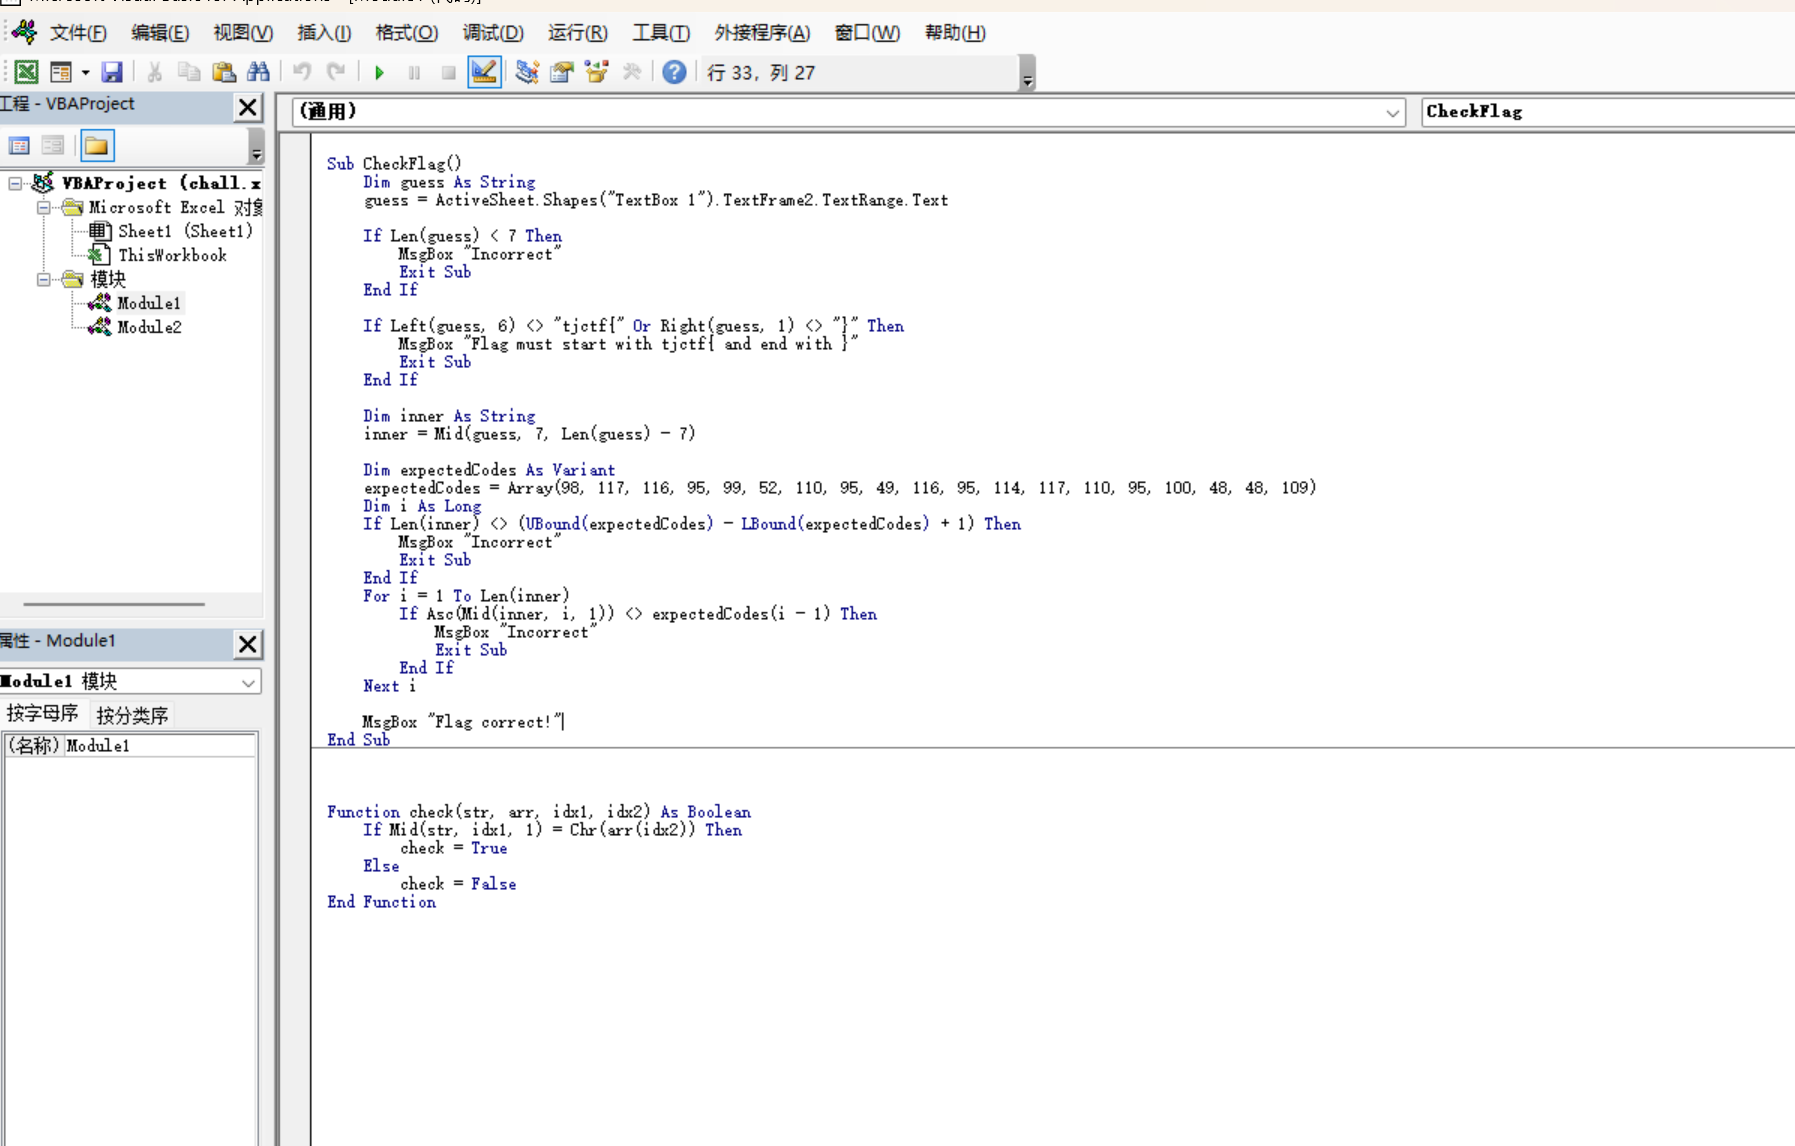 文件(F) 编辑(E) 视图(V) 插入(I) 格式(O) 调试(D) 运行(R) 工具(T) 外接程序(A) 窗口(W) 帮助(H)
行 33, 列 27
工程 - VBAProject
(通用)
CheckFlag
VBAProject (chall.x
Microsoft Excel 对象
Sheet1 (Sheet1)
ThisWorkbook
模块
Module1
Module2
属性 - Module1
Module1 模块
按字母序 按分类序
(名称) Module1
Sub CheckFlag()
Dim guess As String
guess = ActiveSheet.Shapes("TextBox 1").TextFrame2.TextRange.Text
If Len(guess) < 7 Then
MsgBox "Incorrect"
Exit Sub
End If
If Left(guess, 6) <> "tjctf{" Or Right(guess, 1) <> "}" Then
MsgBox "Flag must start with tjctf{ and end with }"
Exit Sub
End If
Dim inner As String
inner = Mid(guess, 7, Len(guess) - 7)
Dim expectedCodes As Variant
expectedCodes = Array(98, 117, 116, 95, 99, 52, 110, 95, 49, 116, 95, 114, 117, 110, 95, 100, 48, 48, 109)
Dim i As Long
If Len(inner) <> (UBound(expectedCodes) - LBound(expectedCodes) + 1) Then
MsgBox "Incorrect"
Exit Sub
End If
For i = 1 To Len(inner)
If Asc(Mid(inner, i, 1)) <> expectedCodes(i - 1) Then
MsgBox "Incorrect"
Exit Sub
End If
Next i
MsgBox "Flag correct!"
End Sub
Function check(str, arr, idx1, idx2) As Boolean
If Mid(str, idx1, 1) = Chr(arr(idx2)) Then
check = True
Else
check = False
End Function